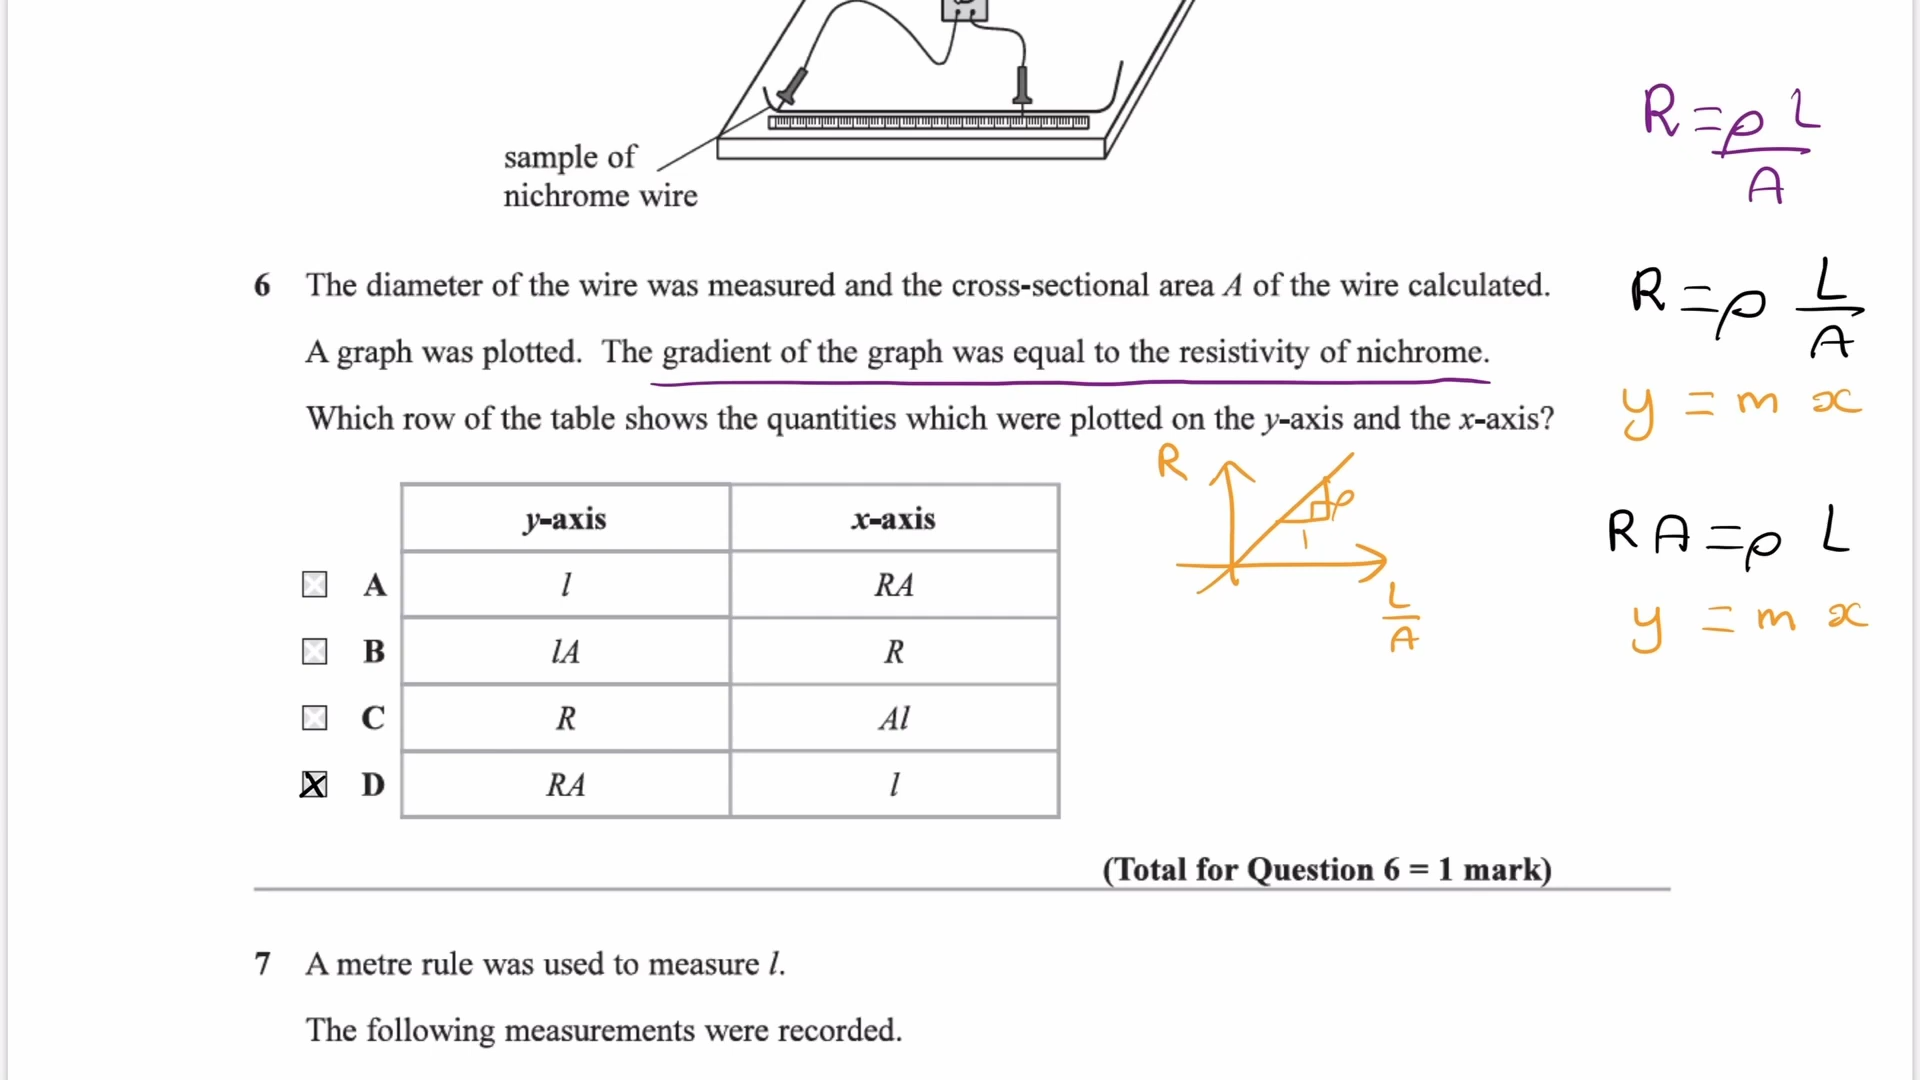 sample of
nichrome wire
R = ρ L
A
6 The diameter of the wire was measured and the cross-sectional area A of the wire calculated.
R = ρ L
A
A graph was plotted. The gradient of the graph was equal to the resistivity of nichrome.
y = m x
Which row of the table shows the quantities which were plotted on the y-axis and the x-axis?
R
ρ
1
L
A
RA = ρ L
y = m x
y-axis x-axis
A l RA
B lA R
C R Al
D RA l
(Total for Question 6 = 1 mark)
7 A metre rule was used to measure l.
The following measurements were recorded.